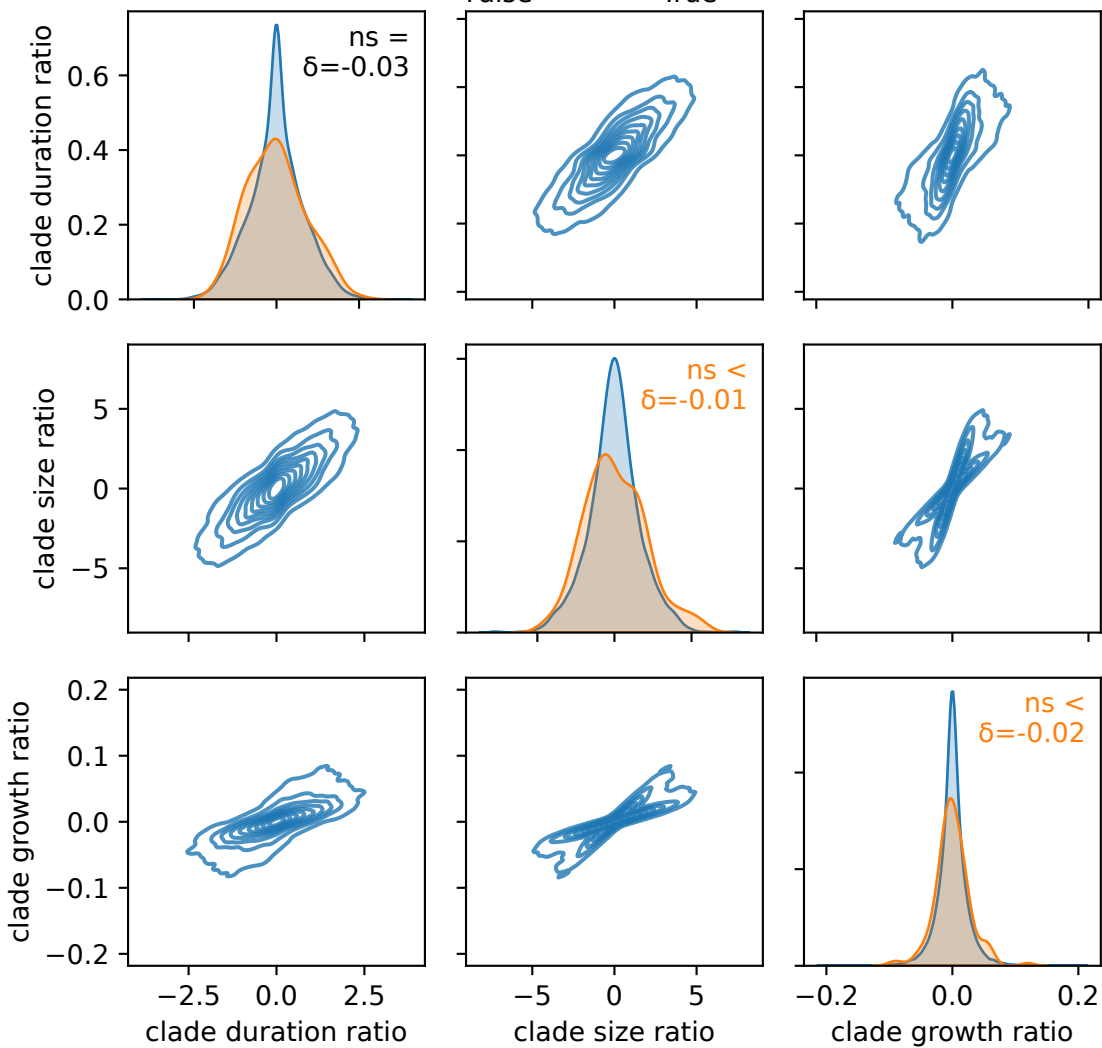 ns =
δ=-0.03
clade duration ratio
0.6
0.4
0.2
0.0
ns <
δ=-0.01
clade size ratio
5
0
−5
ns <
δ=-0.02
clade growth ratio
0.2
0.1
0.0
−0.1
−0.2
−2.5 0.0 2.5
−5 0 5
−0.2 0.0 0.2
clade duration ratio
clade size ratio
clade growth ratio